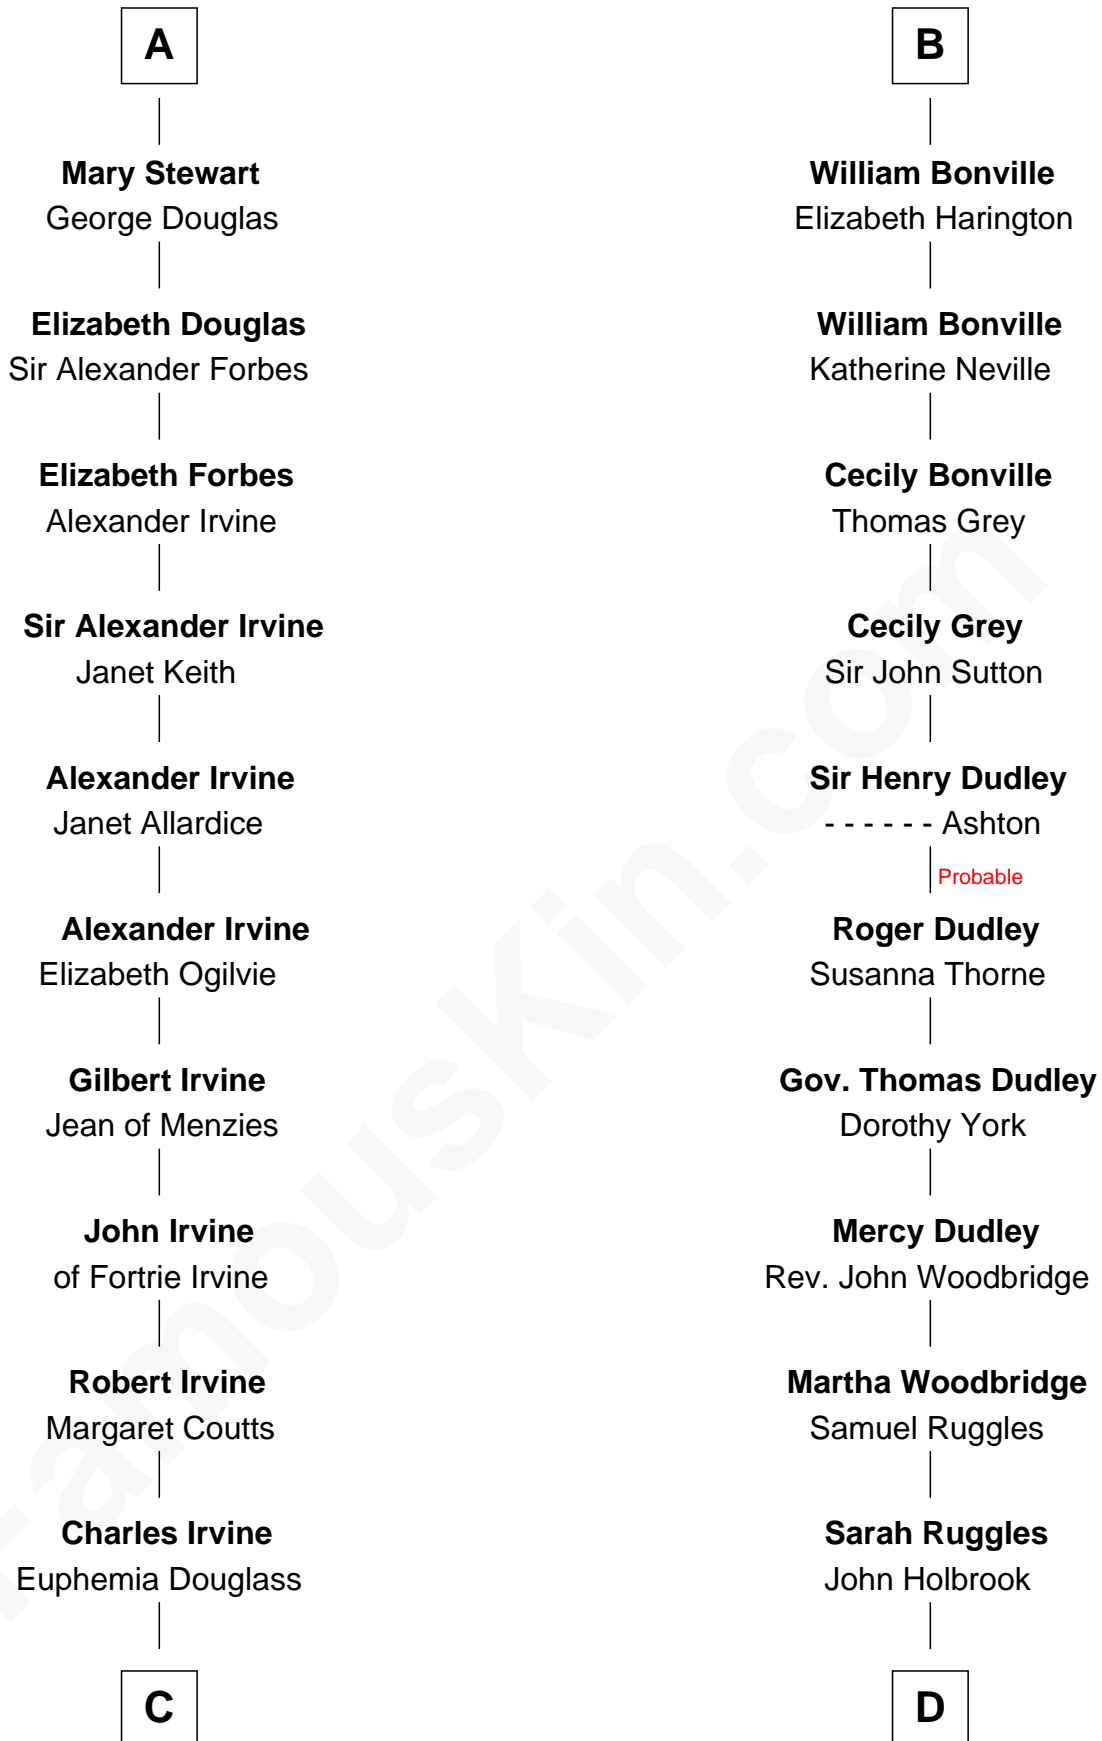 A
Mary Stewart
George Douglas
Elizabeth Douglas
Sir Alexander Forbes
Elizabeth Forbes
Alexander Irvine
Sir Alexander Irvine
Janet Keith
Alexander Irvine
Janet Allardice
Alexander Irvine
Elizabeth Ogilvie
Gilbert Irvine
Jean of Menzies
John Irvine
of Fortrie Irvine
Robert Irvine
Margaret Coutts
Charles Irvine
Euphemia Douglass
C
B
William Bonville
Elizabeth Harington
William Bonville
Katherine Neville
Cecily Bonville
Thomas Grey
Cecily Grey
Sir John Sutton
Sir Henry Dudley
- - - - - - Ashton
Probable
Roger Dudley
Susanna Thorne
Gov. Thomas Dudley
Dorothy York
Mercy Dudley
Rev. John Woodbridge
Martha Woodbridge
Samuel Ruggles
Sarah Ruggles
John Holbrook
D
FamousKin.com